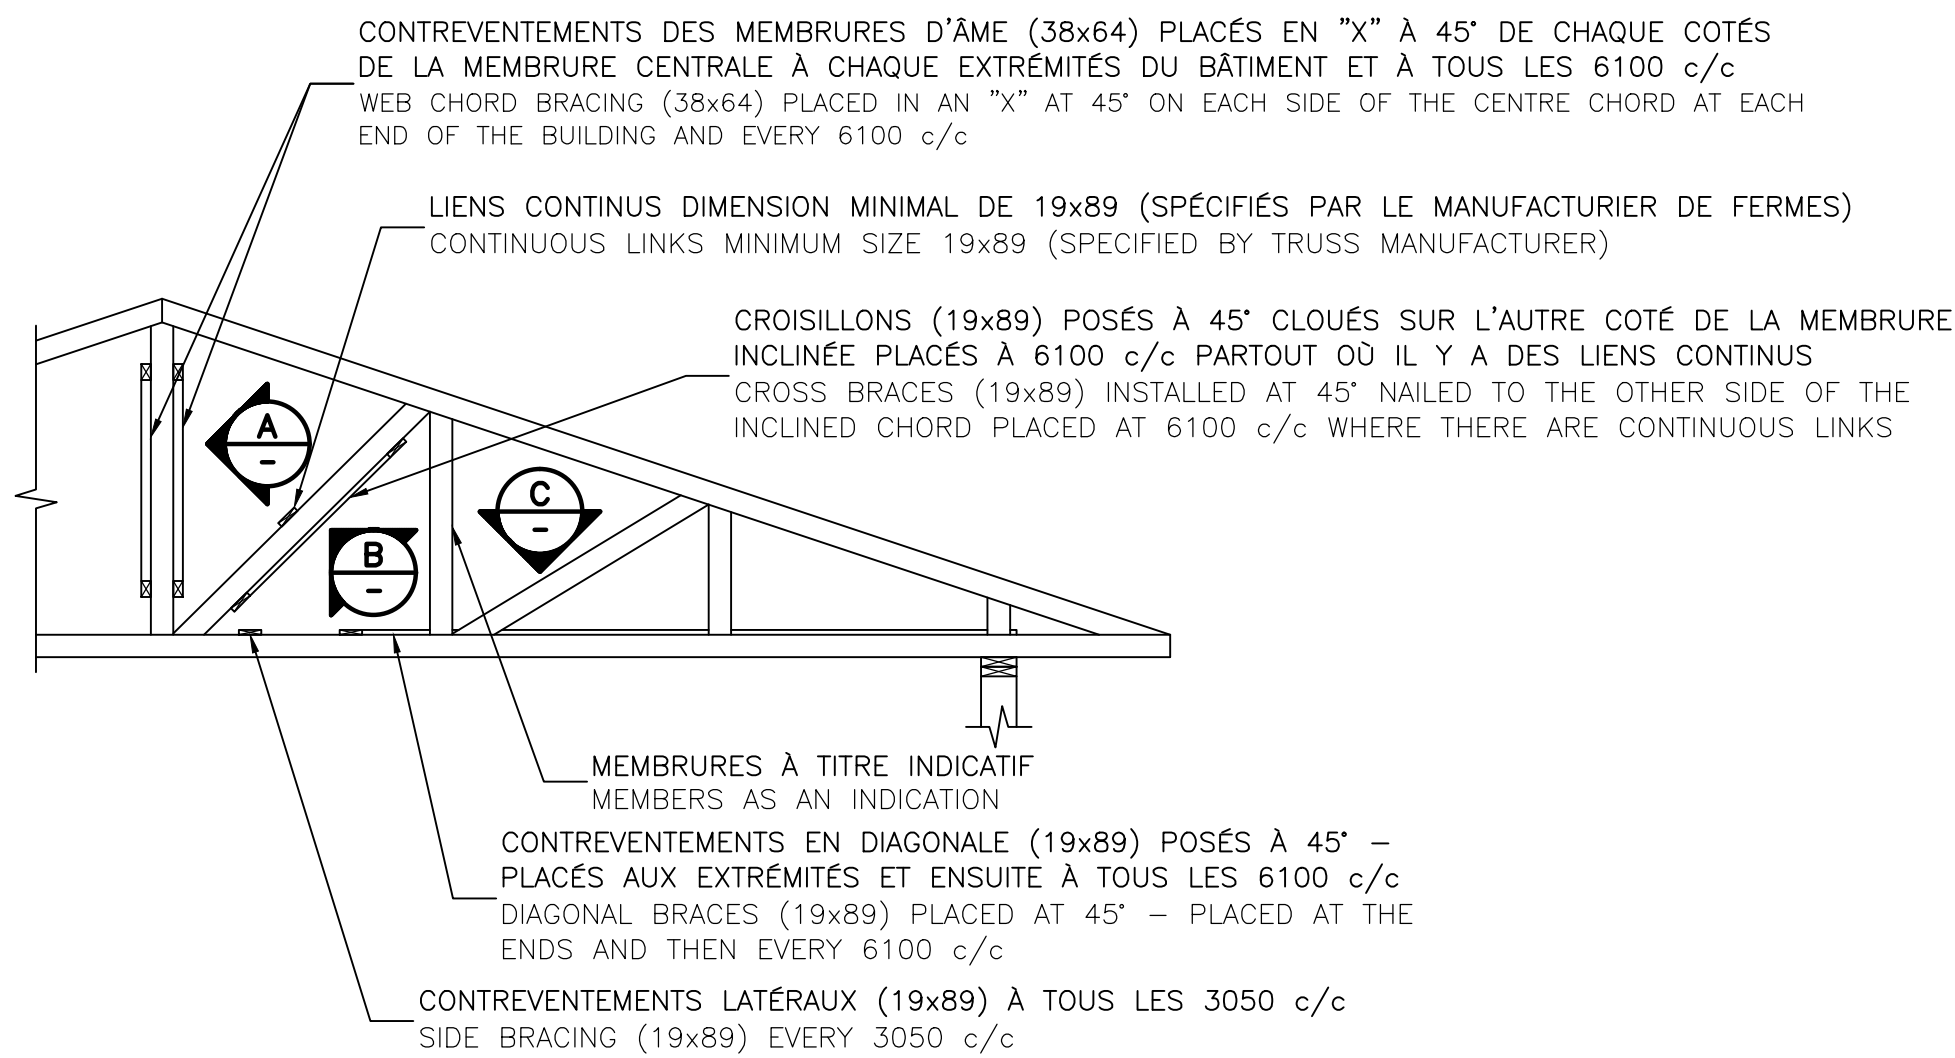 CONTREVENTEMENTS DES MEMBRURES D'ÂME (38x64) PLACÉS EN "X" À 45° DE CHAQUE COTÉS
DE LA MEMBRURE CENTRALE À CHAQUE EXTRÉMITÉS DU BÂTIMENT ET À TOUS LES 6100 c/c
WEB CHORD BRACING (38x64) PLACED IN AN "X" AT 45° ON EACH SIDE OF THE CENTRE CHORD AT EACH
END OF THE BUILDING AND EVERY 6100 c/c
LIENS CONTINUS DIMENSION MINIMAL DE 19x89 (SPÉCIFIÉS PAR LE MANUFACTURIER DE FERMES)
CONTINUOUS LINKS MINIMUM SIZE 19x89 (SPECIFIED BY TRUSS MANUFACTURER)
CROISILLONS (19x89) POSÉS À 45° CLOUÉS SUR L'AUTRE COTÉ DE LA MEMBRURE
INCLINÉE PLACÉS À 6100 c/c PARTOUT OÙ IL Y A DES LIENS CONTINUS
CROSS BRACES (19x89) INSTALLED AT 45° NAILED TO THE OTHER SIDE OF THE
INCLINED CHORD PLACED AT 6100 c/c WHERE THERE ARE CONTINUOUS LINKS
A
-
C
-
B
-
MEMBRURES À TITRE INDICATIF
MEMBERS AS AN INDICATION
CONTREVENTEMENTS EN DIAGONALE (19x89) POSÉS À 45° –
PLACÉS AUX EXTRÉMITÉS ET ENSUITE À TOUS LES 6100 c/c
DIAGONAL BRACES (19x89) PLACED AT 45° – PLACED AT THE
ENDS AND THEN EVERY 6100 c/c
CONTREVENTEMENTS LATÉRAUX (19x89) À TOUS LES 3050 c/c
SIDE BRACING (19x89) EVERY 3050 c/c